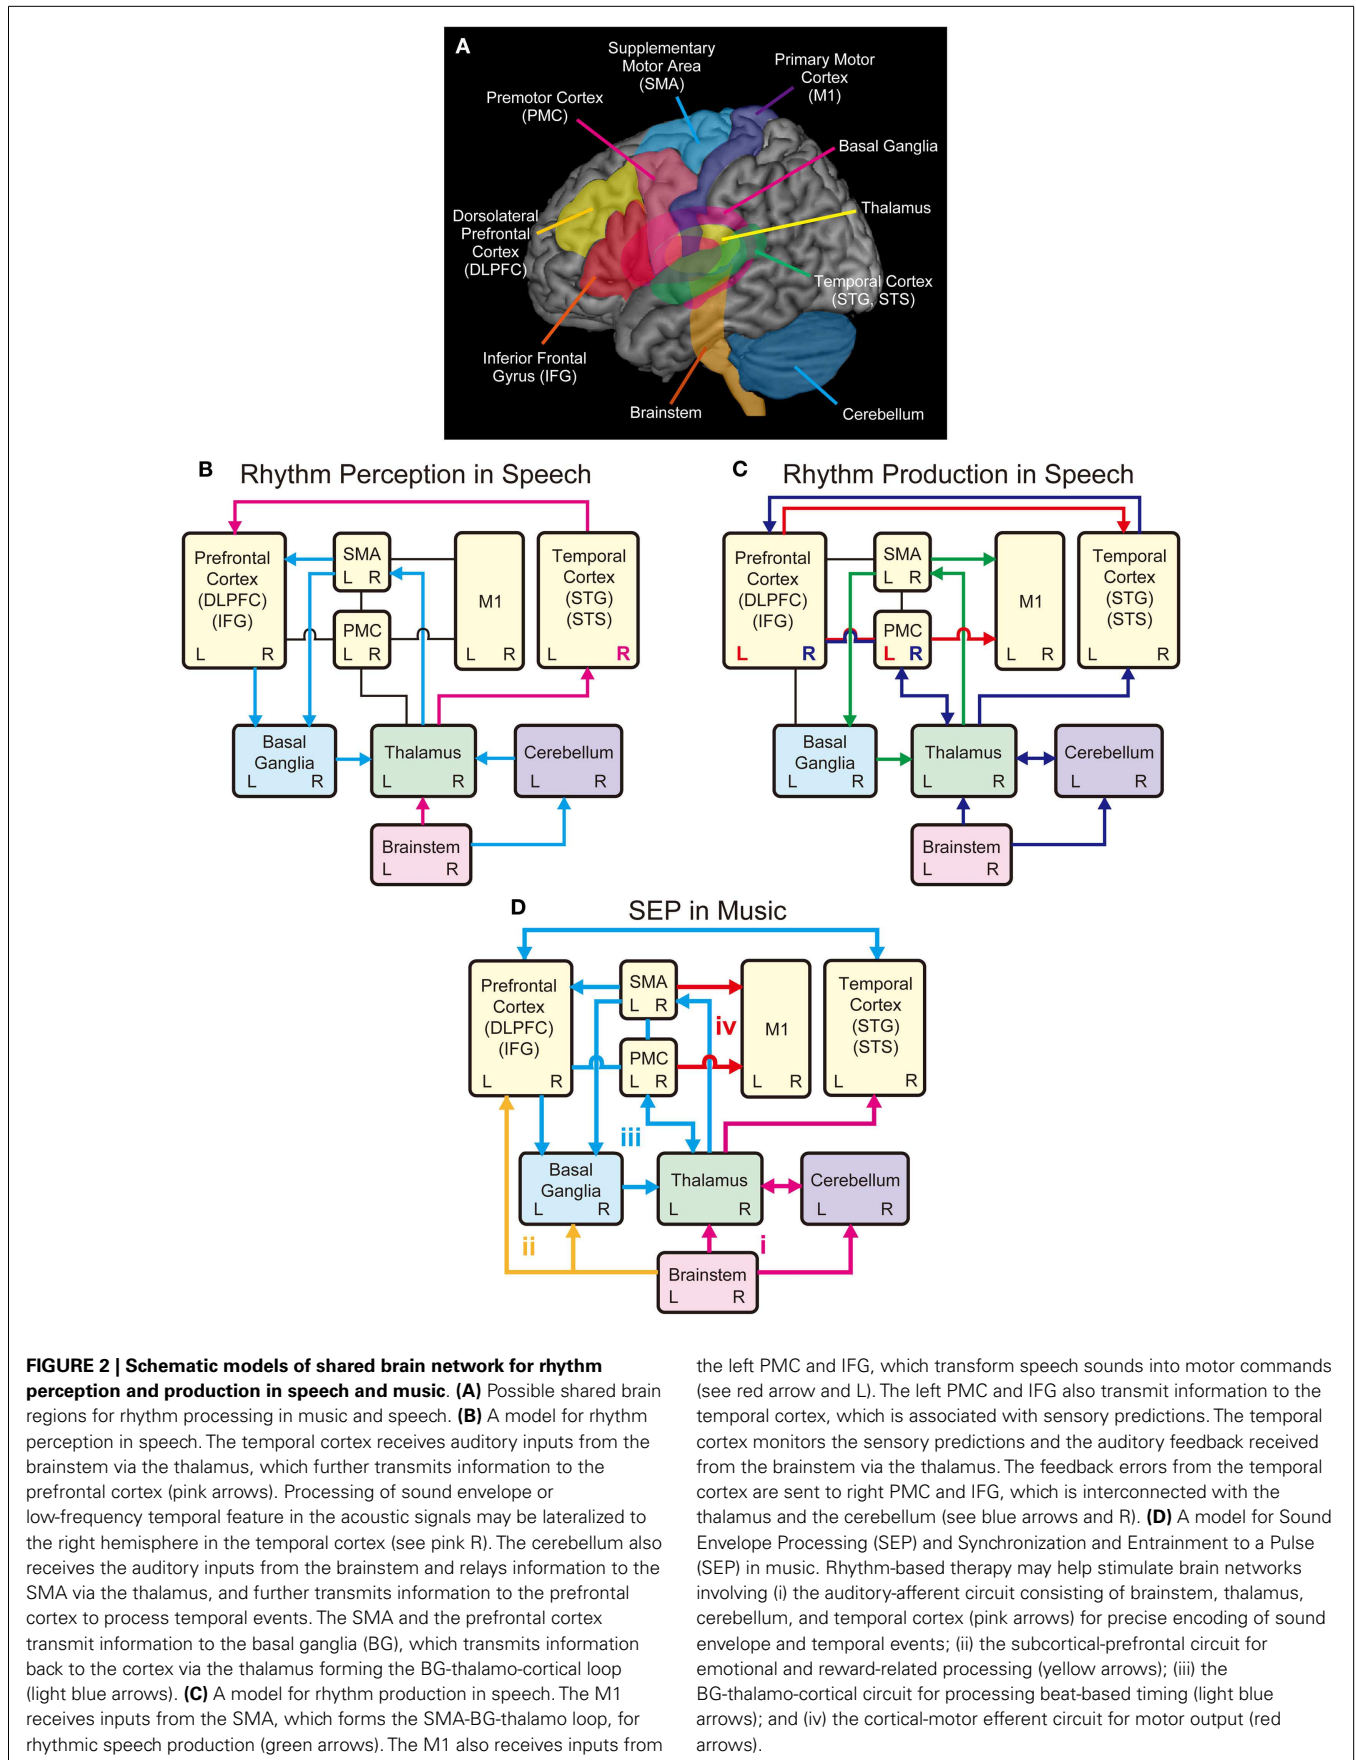 A
Supplementary
Motor Area
(SMA)
Primary Motor
Cortex
(M1)
Premotor Cortex
(PMC)
Basal Ganglia
Thalamus
Dorsolateral
Prefrontal
Cortex
(DLPFC)
Temporal Cortex
(STG, STS)
Inferior Frontal
Gyrus (IFG)
Brainstem
Cerebellum
B Rhythm Perception in Speech
Prefrontal
Cortex
(DLPFC)
(IFG)
L R
SMA
L R
PMC
L R
M1
L R
Temporal
Cortex
(STG)
(STS)
L R
Basal
Ganglia
L R
Thalamus
L R
Cerebellum
L R
Brainstem
L R
C Rhythm Production in Speech
Prefrontal
Cortex
(DLPFC)
(IFG)
L R
SMA
L R
PMC
L R
M1
L R
Temporal
Cortex
(STG)
(STS)
L R
Basal
Ganglia
L R
Thalamus
L R
Cerebellum
L R
Brainstem
L R
D SEP in Music
Prefrontal
Cortex
(DLPFC)
(IFG)
L R
SMA
L R
PMC
L R
iv
M1
L R
Temporal
Cortex
(STG)
(STS)
L R
iii
Basal
Ganglia
L R
Thalamus
L R
Cerebellum
L R
ii
i
Brainstem
L R
FIGURE 2 | Schematic models of shared brain network for rhythm
perception and production in speech and music. (A) Possible shared brain
regions for rhythm processing in music and speech. (B) A model for rhythm
perception in speech. The temporal cortex receives auditory inputs from the
brainstem via the thalamus, which further transmits information to the
prefrontal cortex (pink arrows). Processing of sound envelope or
low-frequency temporal feature in the acoustic signals may be lateralized to
the right hemisphere in the temporal cortex (see pink R). The cerebellum also
receives the auditory inputs from the brainstem and relays information to the
SMA via the thalamus, and further transmits information to the prefrontal
cortex to process temporal events. The SMA and the prefrontal cortex
transmit information to the basal ganglia (BG), which transmits information
back to the cortex via the thalamus forming the BG-thalamo-cortical loop
(light blue arrows). (C) A model for rhythm production in speech. The M1
receives inputs from the SMA, which forms the SMA-BG-thalamo loop, for
rhythmic speech production (green arrows). The M1 also receives inputs from
the left PMC and IFG, which transform speech sounds into motor commands
(see red arrow and L). The left PMC and IFG also transmit information to the
temporal cortex, which is associated with sensory predictions. The temporal
cortex monitors the sensory predictions and the auditory feedback received
from the brainstem via the thalamus. The feedback errors from the temporal
cortex are sent to right PMC and IFG, which is interconnected with the
thalamus and the cerebellum (see blue arrows and R). (D) A model for Sound
Envelope Processing (SEP) and Synchronization and Entrainment to a Pulse
(SEP) in music. Rhythm-based therapy may help stimulate brain networks
involving (i) the auditory-afferent circuit consisting of brainstem, thalamus,
cerebellum, and temporal cortex (pink arrows) for precise encoding of sound
envelope and temporal events; (ii) the subcortical-prefrontal circuit for
emotional and reward-related processing (yellow arrows); (iii) the
BG-thalamo-cortical circuit for processing beat-based timing (light blue
arrows); and (iv) the cortical-motor efferent circuit for motor output (red
arrows).